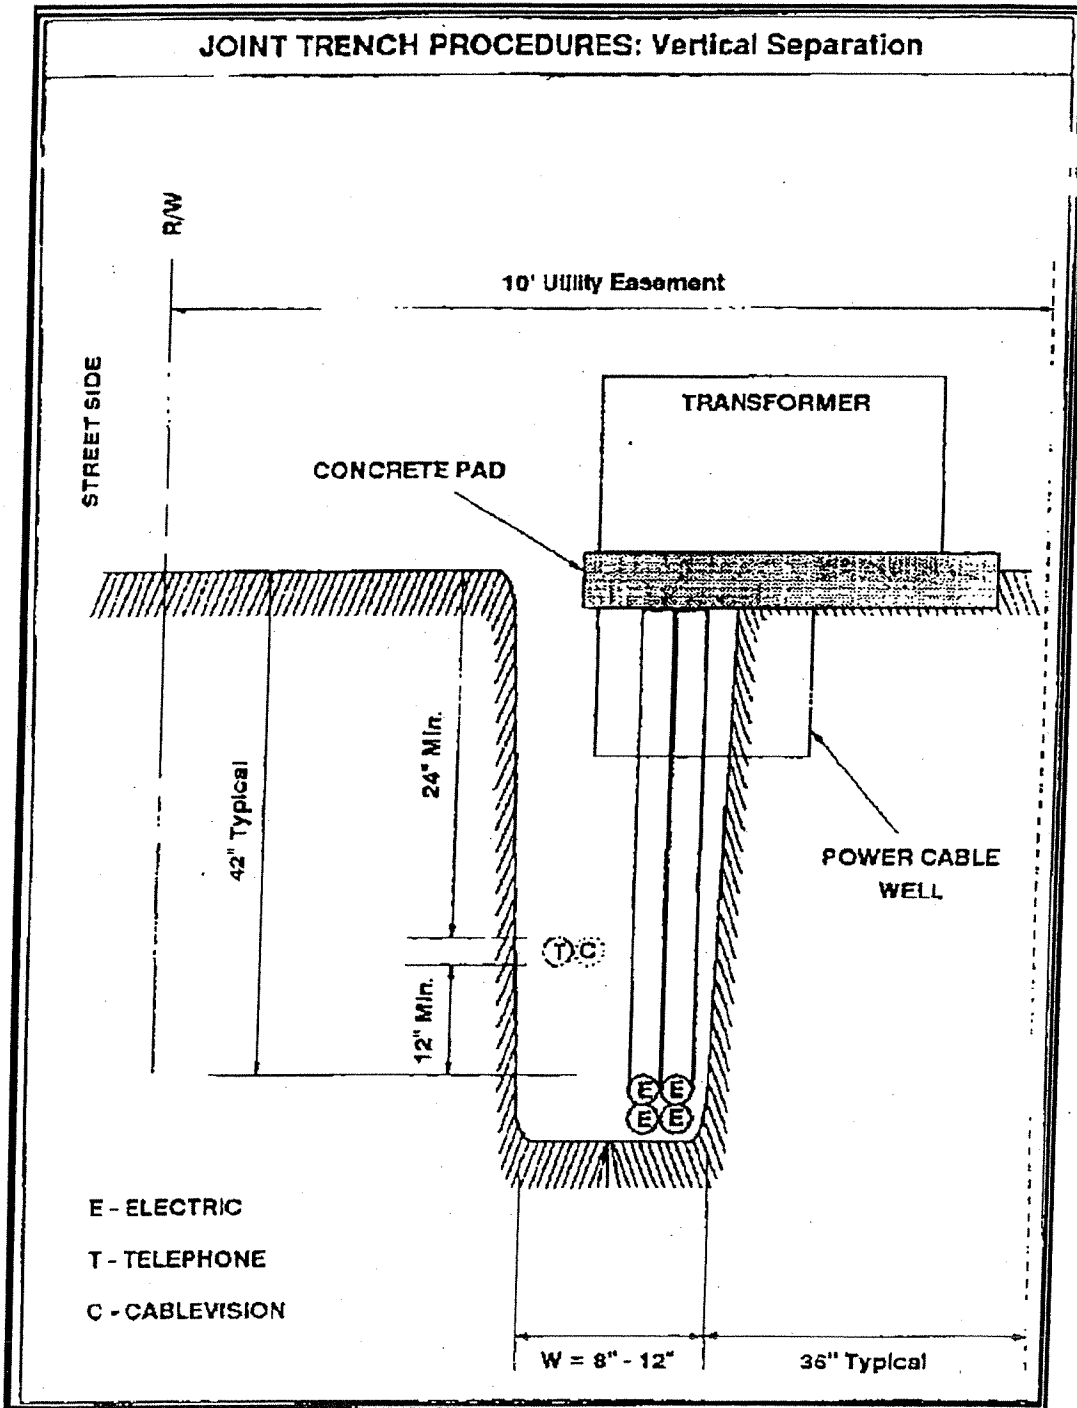 JOINT TRENCH PROCEDURES: Vertical Separation
R/W
10' Utility Easement
STREET SIDE
TRANSFORMER
CONCRETE PAD
24" Min.
42" Typical
POWER CABLE
WELL
T C
12" Min.
E E
E E
E - ELECTRIC
T - TELEPHONE
C - CABLEVISION
W = 8" - 12"
36" Typical